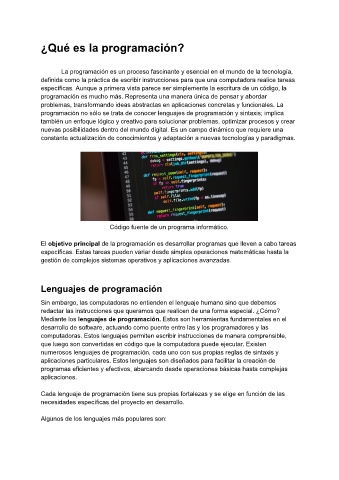 ¿Qué es la programación?
La programación es un proceso fascinante y esencial en el mundo de la tecnología,
definida como la práctica de escribir instrucciones para que una computadora realice tareas
específicas. Aunque a primera vista parece ser simplemente la escritura de un código, la
programación es mucho más. Representa una manera única de pensar y abordar
problemas, transformando ideas abstractas en aplicaciones concretas y funcionales. La
programación no sólo se trata de conocer lenguajes de programación y sintaxis; implica
también un enfoque lógico y creativo para solucionar problemas, optimizar procesos y crear
nuevas posibilidades dentro del mundo digital. Es un campo dinámico que requiere una
constante actualización de conocimientos y adaptación a nuevas tecnologías y paradigmas.
Código fuente de un programa informático.
El objetivo principal de la programación es desarrollar programas que lleven a cabo tareas
específicas. Estas tareas pueden variar desde simples operaciones matemáticas hasta la
gestión de complejos sistemas operativos y aplicaciones avanzadas.
Lenguajes de programación
Sin embargo, las computadoras no entienden el lenguaje humano sino que debemos
redactar las instrucciones que queramos que realicen de una forma especial. ¿Cómo?
Mediante los lenguajes de programación. Estos son herramientas fundamentales en el
desarrollo de software, actuando como puente entre las y los programadores y las
computadoras. Estos lenguajes permiten escribir instrucciones de manera comprensible,
que luego son convertidas en código que la computadora puede ejecutar. Existen
numerosos lenguajes de programación, cada uno con sus propias reglas de sintaxis y
aplicaciones particulares. Estos lenguajes son diseñados para facilitar la creación de
programas eficientes y efectivos, abarcando desde operaciones básicas hasta complejas
aplicaciones.
Cada lenguaje de programación tiene sus propias fortalezas y se elige en función de las
necesidades específicas del proyecto en desarrollo.
Algunos de los lenguajes más populares son: